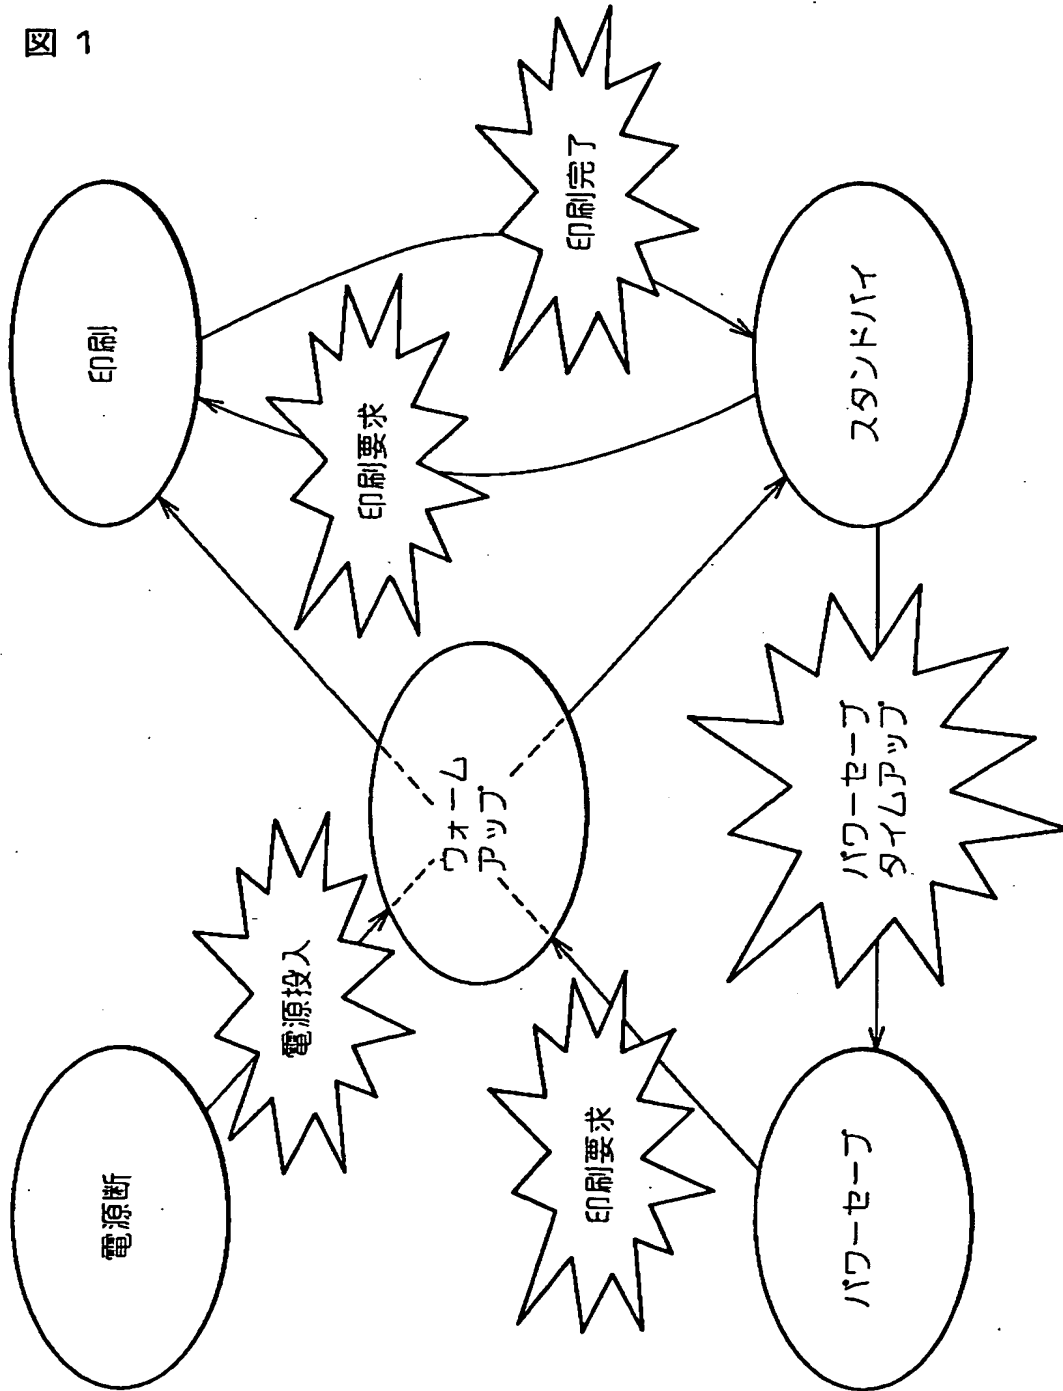 図 1
電源断
電源投入
ウォーム
アップ
印刷要求
印刷
印刷完了
印刷要求
パワーセーブ
パワーセーブ
タイムアップ
スタンドバイ